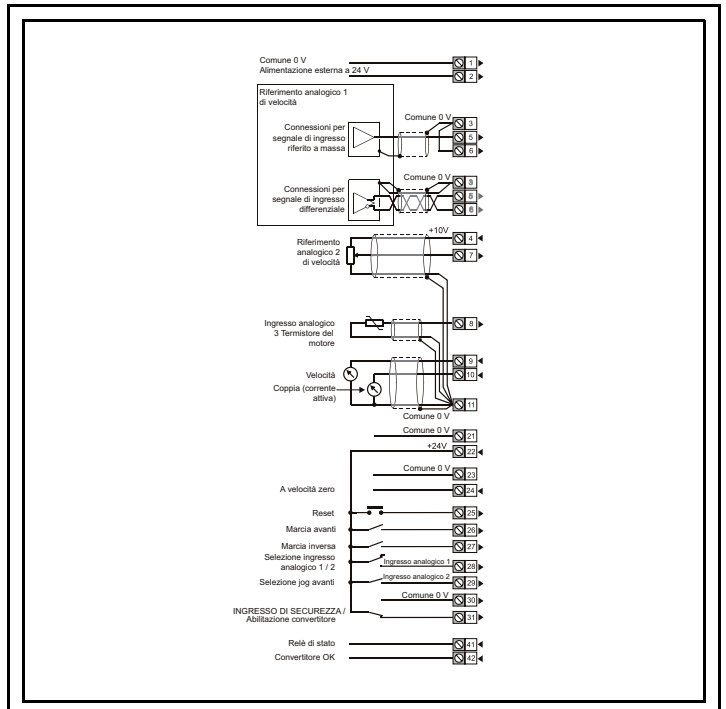 Comune 0 V
1
Alimentazione esterna a 24 V
2
Riferimento analogico 1
di velocità
Comune 0 V
3
Connessioni per
segnale di ingresso
riferito a massa
5
6
Comune 0 V
3
Connessioni per
segnale di ingresso
differenziale
5
6
+10V
4
Riferimento
analogico 2
di velocità
7
Ingresso analogico
3 Termistore del
motore
8
9
Velocità
10
Coppia (corrente
attiva)
11
Comune 0 V
Comune 0 V
21
+24V
22
Comune 0 V
23
A velocità zero
24
Reset
25
Marcia avanti
26
Marcia inversa
27
Selezione ingresso
analogico 1 / 2
Ingresso analogico 1
28
Selezione jog avanti
Ingresso analogico 2
29
Comune 0 V
30
INGRESSO DI SECUREZZA /
Abilitazione convertitore
31
Relè di stato
41
Convertitore OK
42